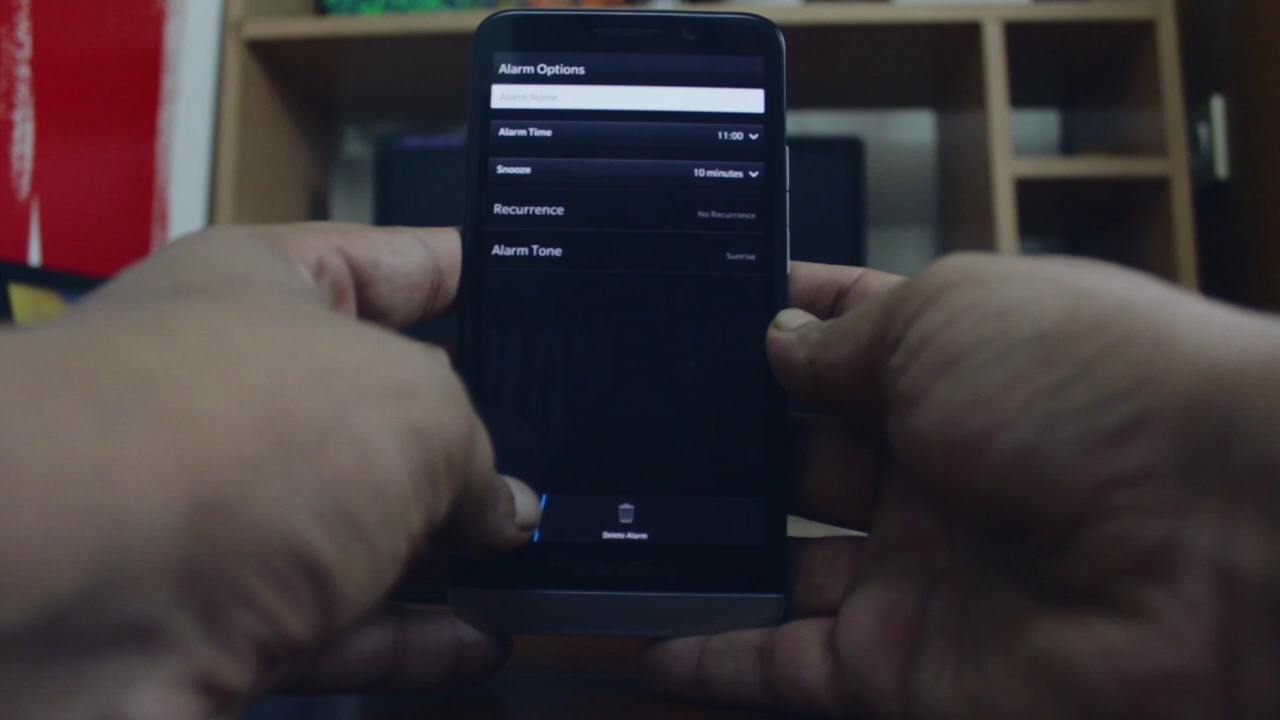 Alarm Options
Alarm Name
Alarm Time 11:00
Snooze 10 minutes
Recurrence No Recurrence
Alarm Tone Sunrise
Delete Alarm